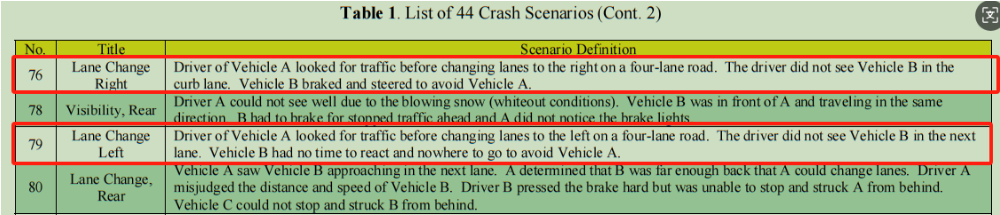 Table 1. List of 44 Crash Scenarios (Cont. 2)
No. Title Scenario Definition
76 Lane Change Right Driver of Vehicle A looked for traffic before changing lanes to the right on a four-lane road. The driver did not see Vehicle B in the
curb lane. Vehicle B braked and steered to avoid Vehicle A.
78 Visibility, Rear Driver A could not see well due to the blowing snow (whiteout conditions). Vehicle B was in front of A and traveling in the same
direction. B had to brake for stopped traffic ahead and A did not notice the brake lights.
79 Lane Change Left Driver of Vehicle A looked for traffic before changing lanes to the left on a four-lane road. The driver did not see Vehicle B in the next
lane. Vehicle B had no time to react and nowhere to go to avoid Vehicle A.
80 Lane Change, Rear Vehicle A saw Vehicle B approaching in the next lane. A determined that B was far enough back that A could change lanes. Driver A
misjudged the distance and speed of Vehicle B. Driver B pressed the brake hard but was unable to stop and struck A from behind.
Vehicle C could not stop and struck B from behind.
文